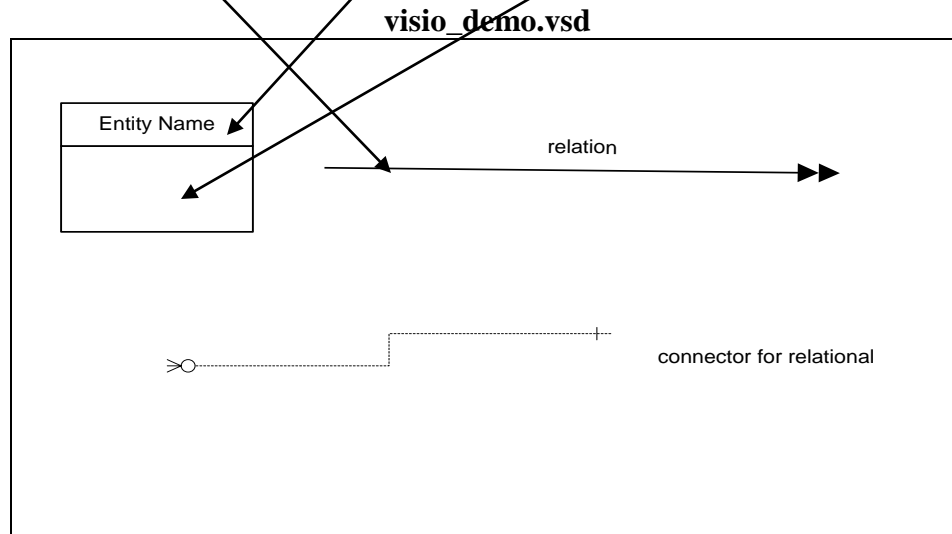 visio_demo.vsd
Entity Name
relation
connector for relational